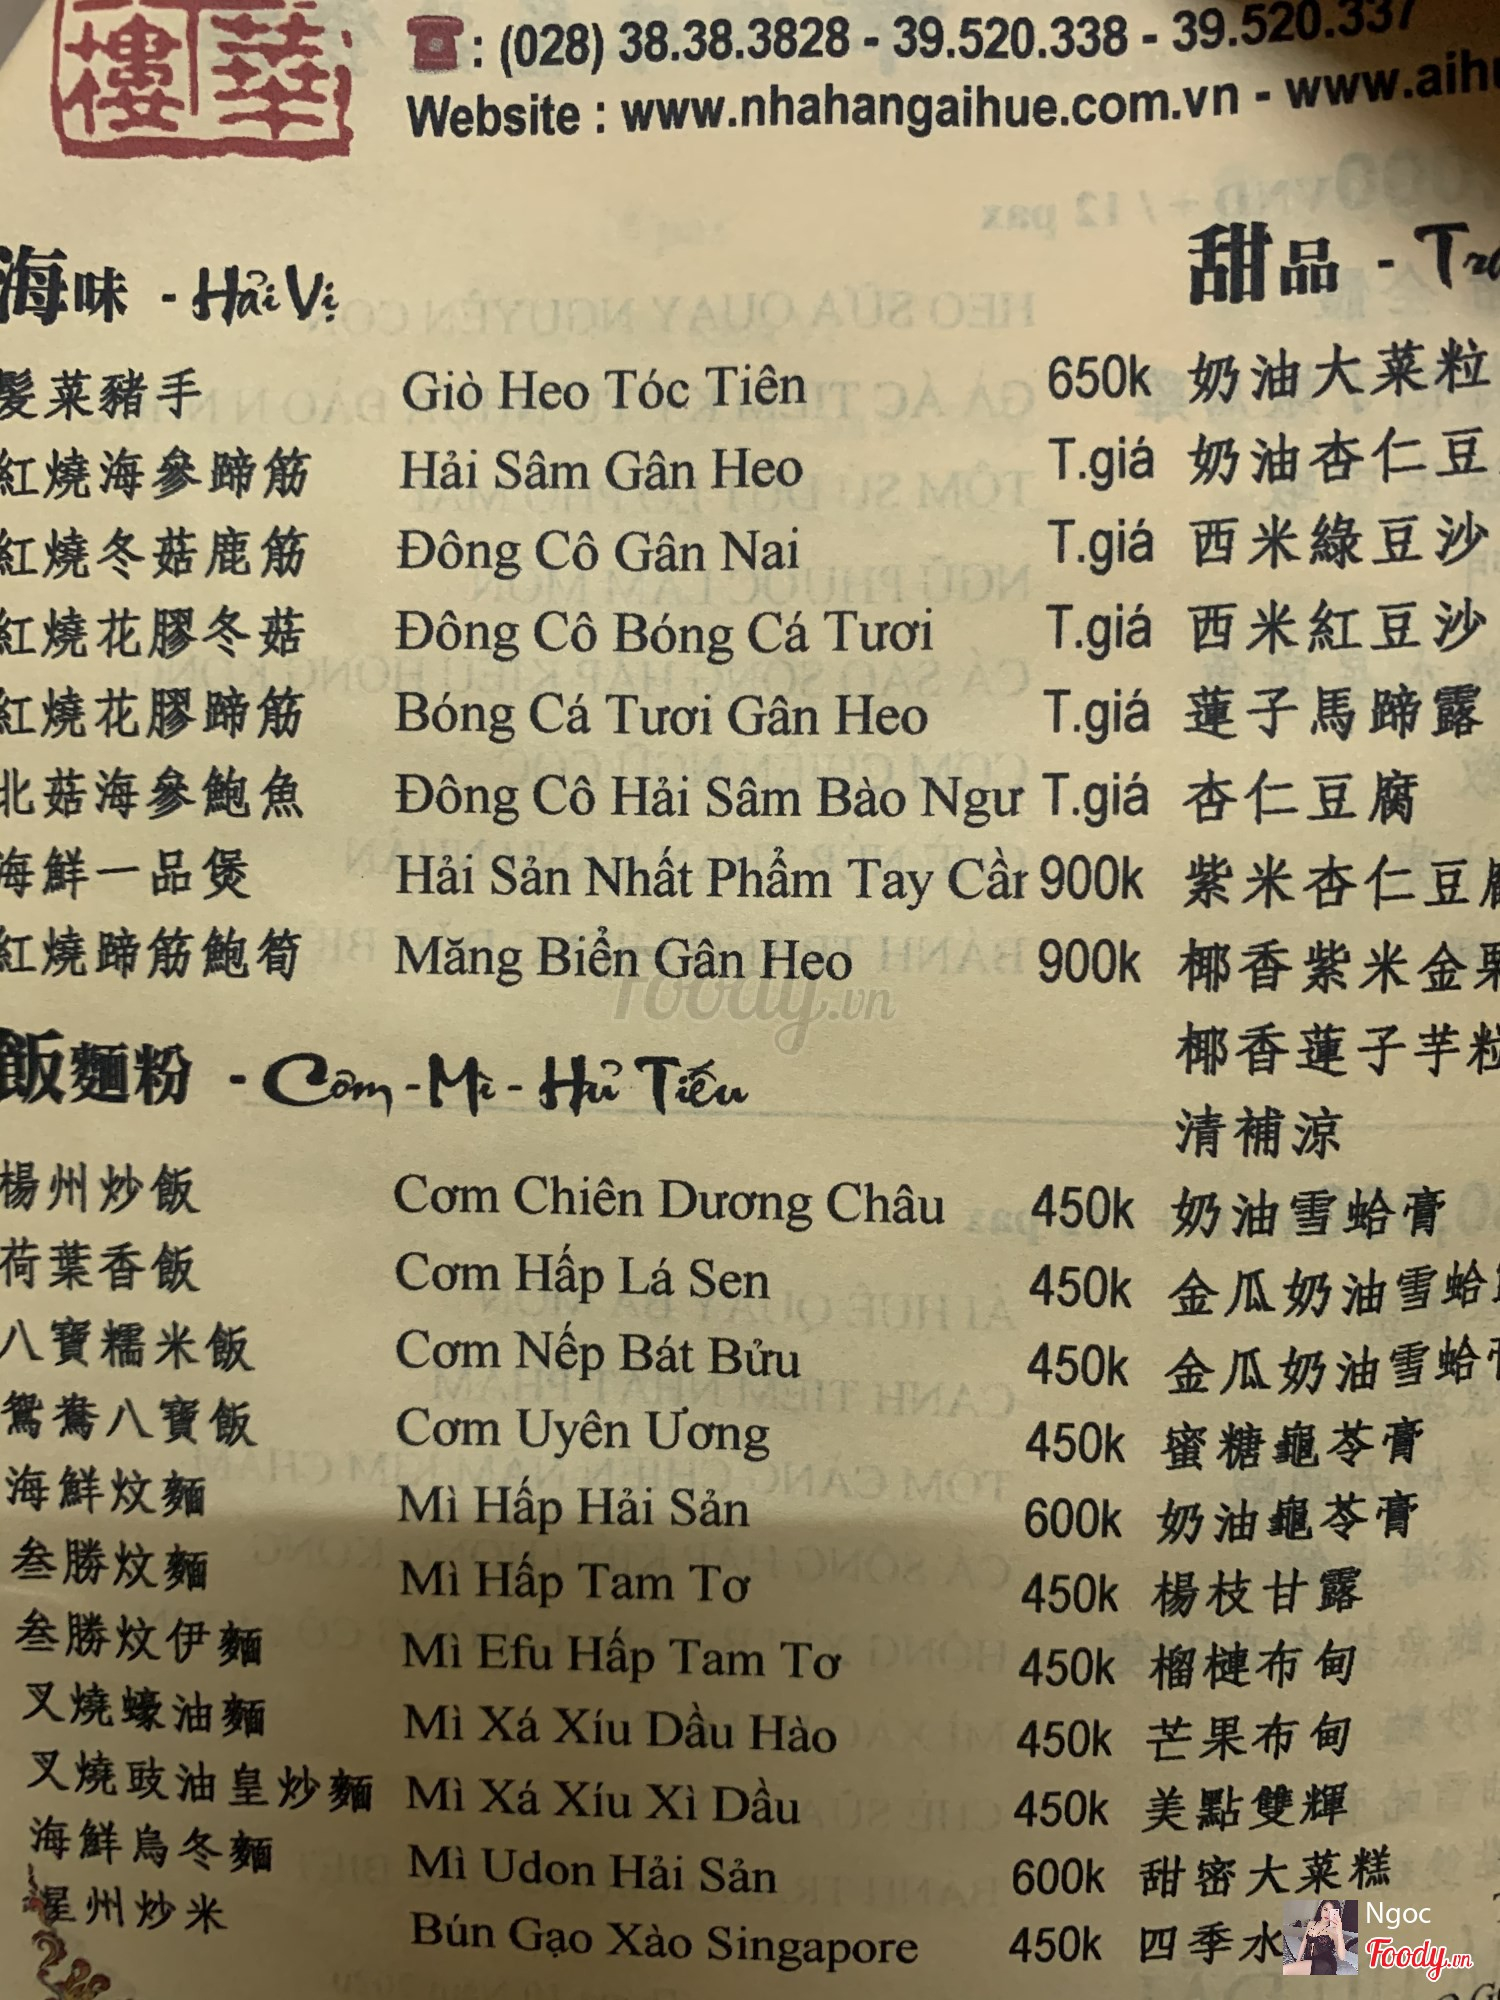 華
樓
: (028) 38.38.3828 - 39.520.338 - 39.520.337
Website : www.nhahangaihue.com.vn -
海味 - Hải Vị
髮菜豬手 Giò Heo Tóc Tiên 650k
紅燒海參蹄筋 Hải Sâm Gân Heo T.giá
紅燒冬菇鹿筋 Đông Cô Gân Nai T.giá
紅燒花膠冬菇 Đông Cô Bóng Cá Tươi T.giá
紅燒花膠蹄筋 Bóng Cá Tươi Gân Heo T.giá
北菇海參鮑魚 Đông Cô Hải Sâm Bào Ngư T.giá
海鮮一品煲 Hải Sản Nhất Phẩm Tay 900k
紅燒蹄筋鮑筍 Măng Biển Gân Heo 900k
飯麵粉 - Cơm - Mì - Hủ Tiếu
楊州炒飯 Cơm Chiên Dương Châu 450k
荷葉香飯 Cơm Hấp Lá Sen 450k
八寶糯米飯 Cơm Nếp Bát Bửu 450k
鴛鴦八寶飯 Cơm Uyên Ương 450k
海鮮炆麵 Mì Hấp Hải Sản 600k
叁勝炆麵 Mì Hấp Tam Tơ 450k
叁勝炆伊麵 Mì Efu Hấp Tam Tơ 450k
叉燒蠔油麵 Mì Xá Xíu Dầu Hào 450k
叉燒豉油皇炒麵 Mì Xá Xíu Xì Dầu 450k
海鮮烏冬麵 Mì Udon Hải Sản 600k
星州炒米 Bún Gạo Xào Singapore 450k
甜品 -
奶油大菜粒
奶油杏仁豆
西米綠豆沙
西米紅豆沙
蓮子馬蹄露
杏仁豆腐
紫米杏仁豆腐
椰香紫米金栗
椰香蓮子芋粒
清補涼
奶油雪蛤膏
金瓜奶油雪蛤
金瓜奶油雪蛤膏
蜜糖龜苓膏
奶油龜苓膏
楊枝甘露
榴槤布甸
芒果布甸
美點雙輝
甜密大菜糕
四季水
Foody.vn
Ngoc
Foody.vn